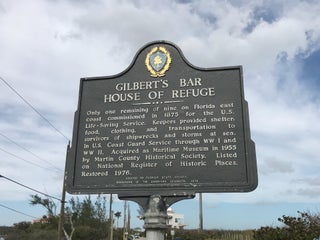 GILBERT'S BAR
HOUSE OF REFUGE
Only one remaining of nine on Florida east
coast commissioned in 1875 for the U.S.
Life-Saving Service. Keepers provided shelter,
food, clothing, and transportation to
survivors of shipwrecks and storms at sea.
In U.S. Coast Guard Service through WW I and
WW II. Acquired as Maritime Museum in 1955
by Martin County Historical Society. Listed
on National Register of Historic Places.
Restored 1976.